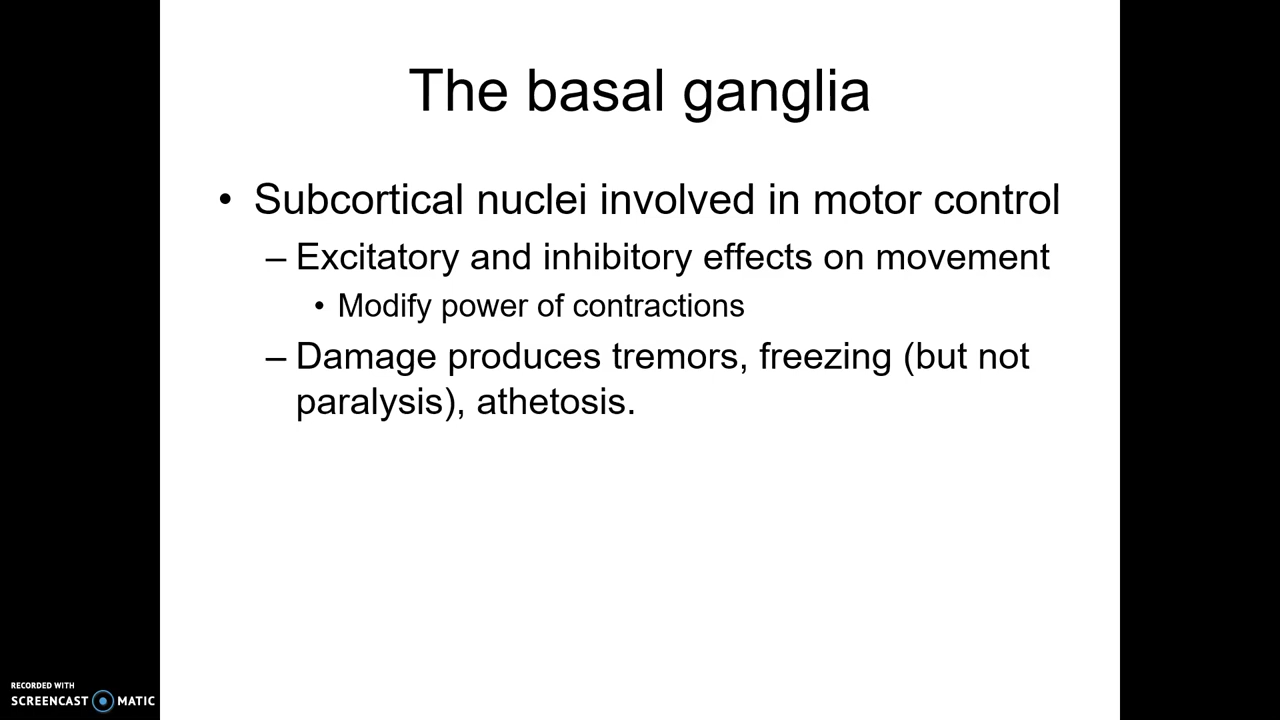 The basal ganglia
• Subcortical nuclei involved in motor control
– Excitatory and inhibitory effects on movement
• Modify power of contractions
– Damage produces tremors, freezing (but not
paralysis), athetosis.
RECORDED WITH
SCREENCAST MATIC